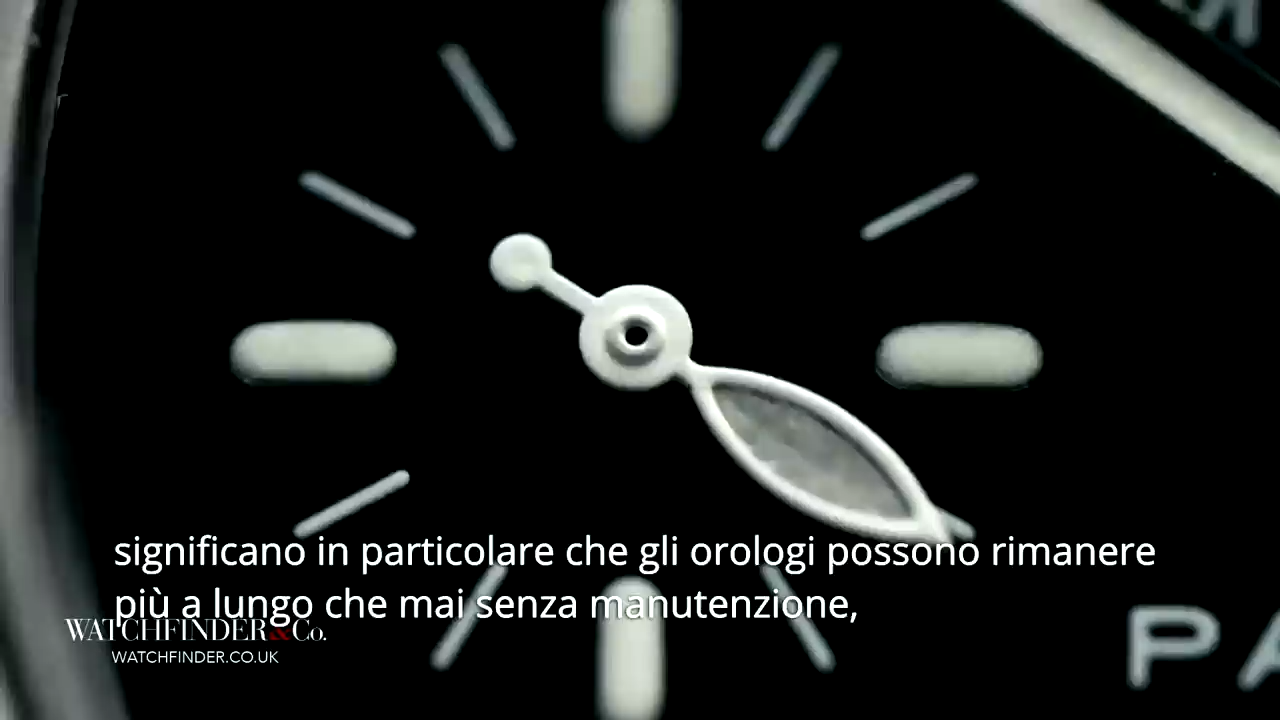 significano in particolare che gli orologi possono rimanere
più a lungo che mai senza manutenzione,
WATCHFINDER&Co.
WATCHFINDER.CO.UK
PA